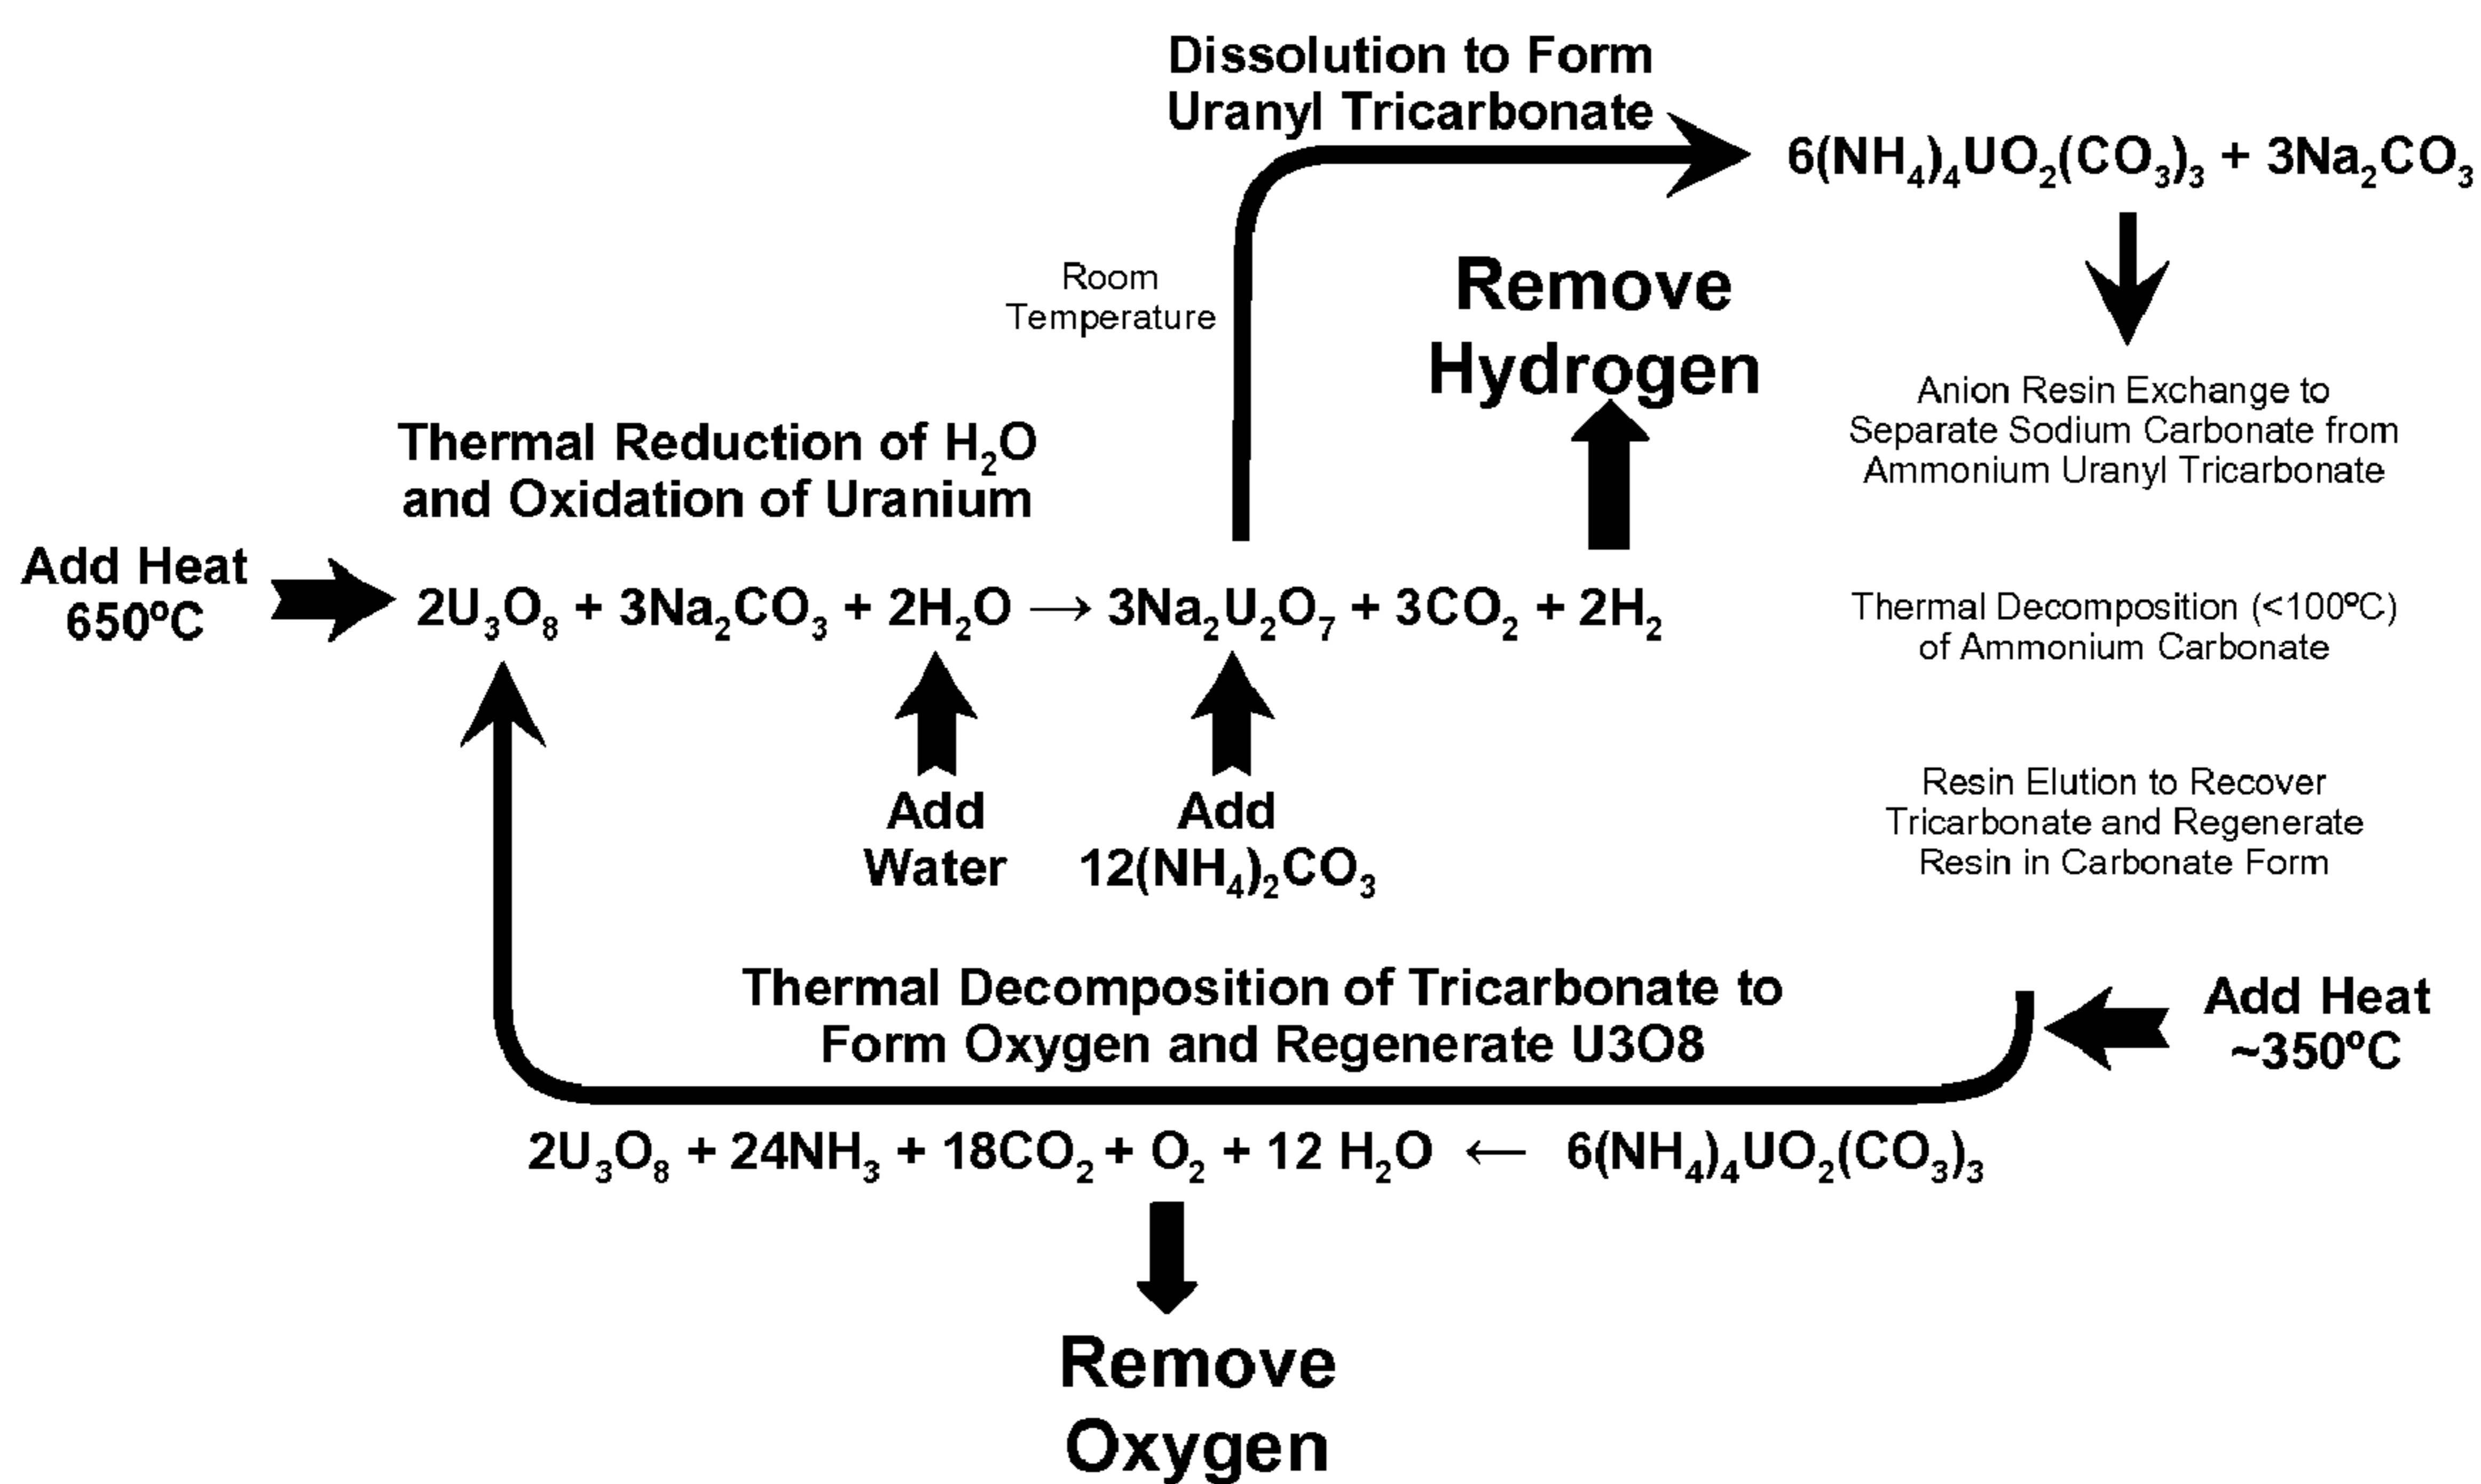 Dissolution to Form
Uranyl Tricarbonate
6(NH₄)₄UO₂(CO₃)₃ + 3Na₂CO₃
Room
Temperature
Remove
Hydrogen
Anion Resin Exchange to
Separate Sodium Carbonate from
Ammonium Uranyl Tricarbonate
Thermal Reduction of H₂O
and Oxidation of Uranium
Add Heat
650ºC
2U₃O₈ + 3Na₂CO₃ + 2H₂O → 3Na₂U₂O₇ + 3CO₂ + 2H₂
Thermal Decomposition (<100ºC)
of Ammonium Carbonate
Add
Water
Add
12(NH₄)₂CO₃
Resin Elution to Recover
Tricarbonate and Regenerate
Resin in Carbonate Form
Thermal Decomposition of Tricarbonate to
Form Oxygen and Regenerate U3O8
Add Heat
~350ºC
2U₃O₈ + 24NH₃ + 18CO₂ + O₂ + 12 H₂O ← 6(NH₄)₄UO₂(CO₃)₃
Remove
Oxygen